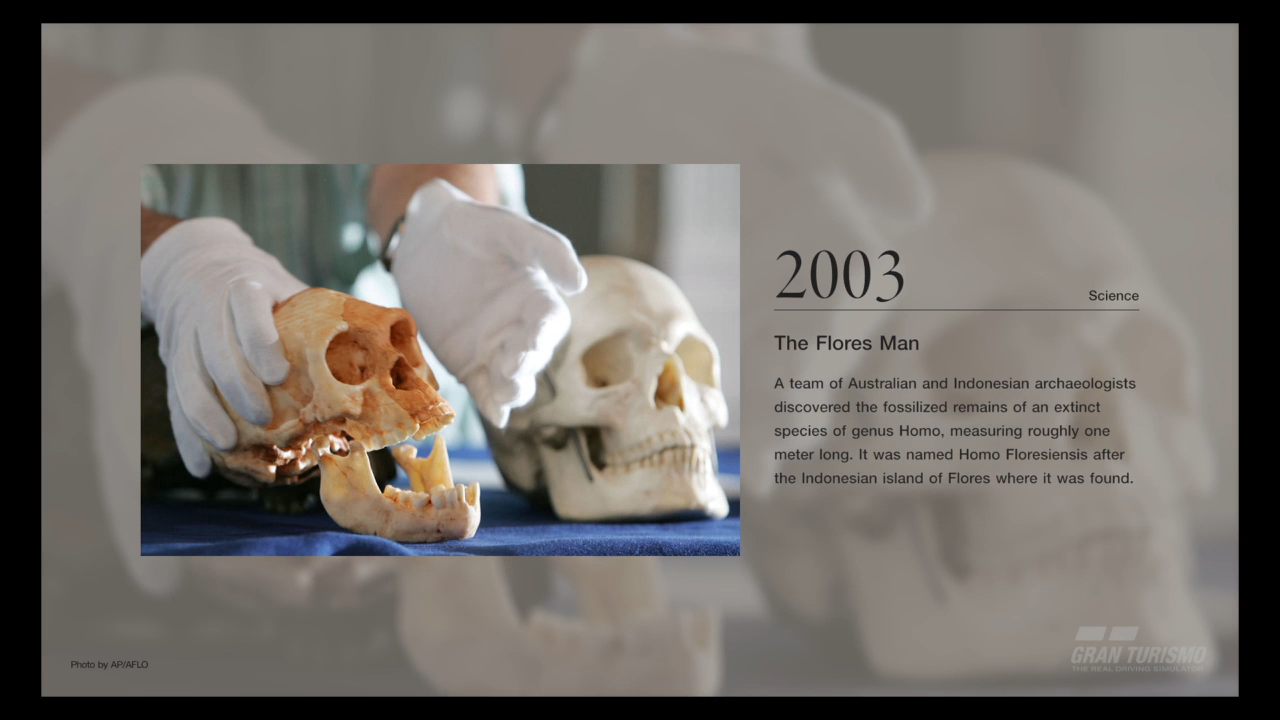 2003
Science
The Flores Man
A team of Australian and Indonesian archaeologists
discovered the fossilized remains of an extinct
species of genus Homo, measuring roughly one
meter long. It was named Homo Floresiensis after
the Indonesian island of Flores where it was found.
Photo by AP/AFLO
GRAN TURISMO
THE REAL DRIVING SIMULATOR